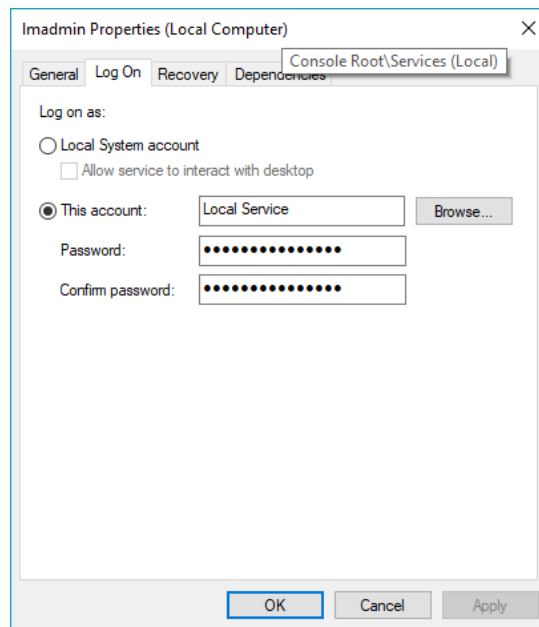 Imadmin Properties (Local Computer)
Console Root\Services (Local)
General Log On Recovery Dependencies
Log on as:
Local System account
Allow service to interact with desktop
This account: Local Service Browse...
Password: ●●●●●●●●●●●●●●●
Confirm password: ●●●●●●●●●●●●●●●
OK Cancel Apply